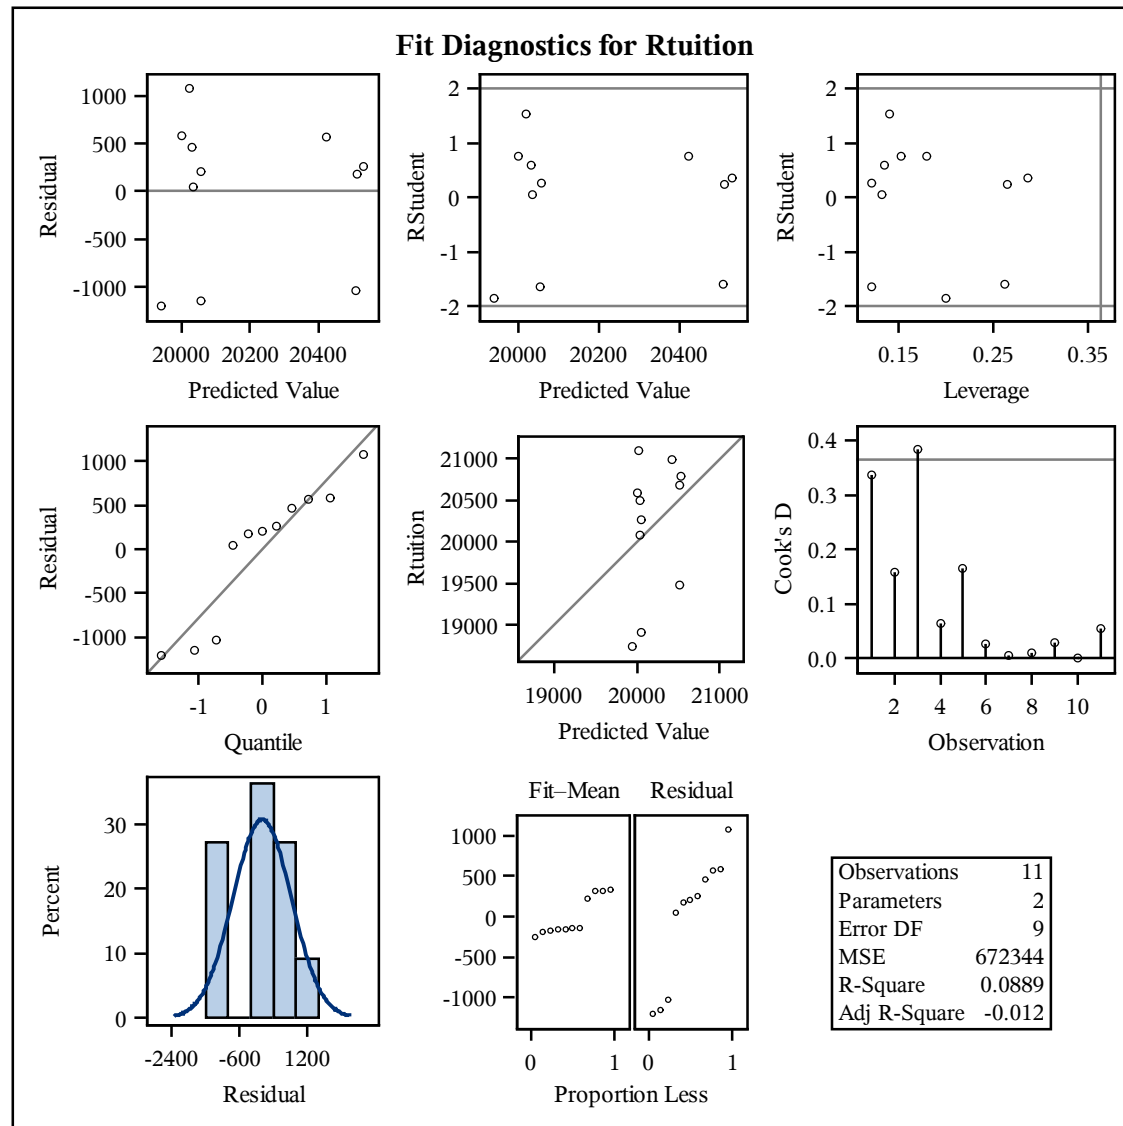 Fit Diagnostics for Rtuition
1000
500
0
-500
-1000
Residual
20000 20200 20400
Predicted Value
2
1
0
-1
-2
RStudent
20000 20200 20400
Predicted Value
2
1
0
-1
-2
RStudent
0.15 0.25 0.35
Leverage
1000
500
0
-500
-1000
Residual
-1 0 1
Quantile
21000
20500
20000
19500
19000
Rtuition
19000 20000 21000
Predicted Value
0.4
0.3
0.2
0.1
0.0
Cook's D
2 4 6 8 10
Observation
30
20
10
0
Percent
-2400 -600 1200
Residual
Fit–Mean Residual
1000
500
0
-500
-1000
0 1 0 1
Proportion Less
Observations 11
Parameters 2
Error DF 9
MSE 672344
R-Square 0.0889
Adj R-Square -0.012